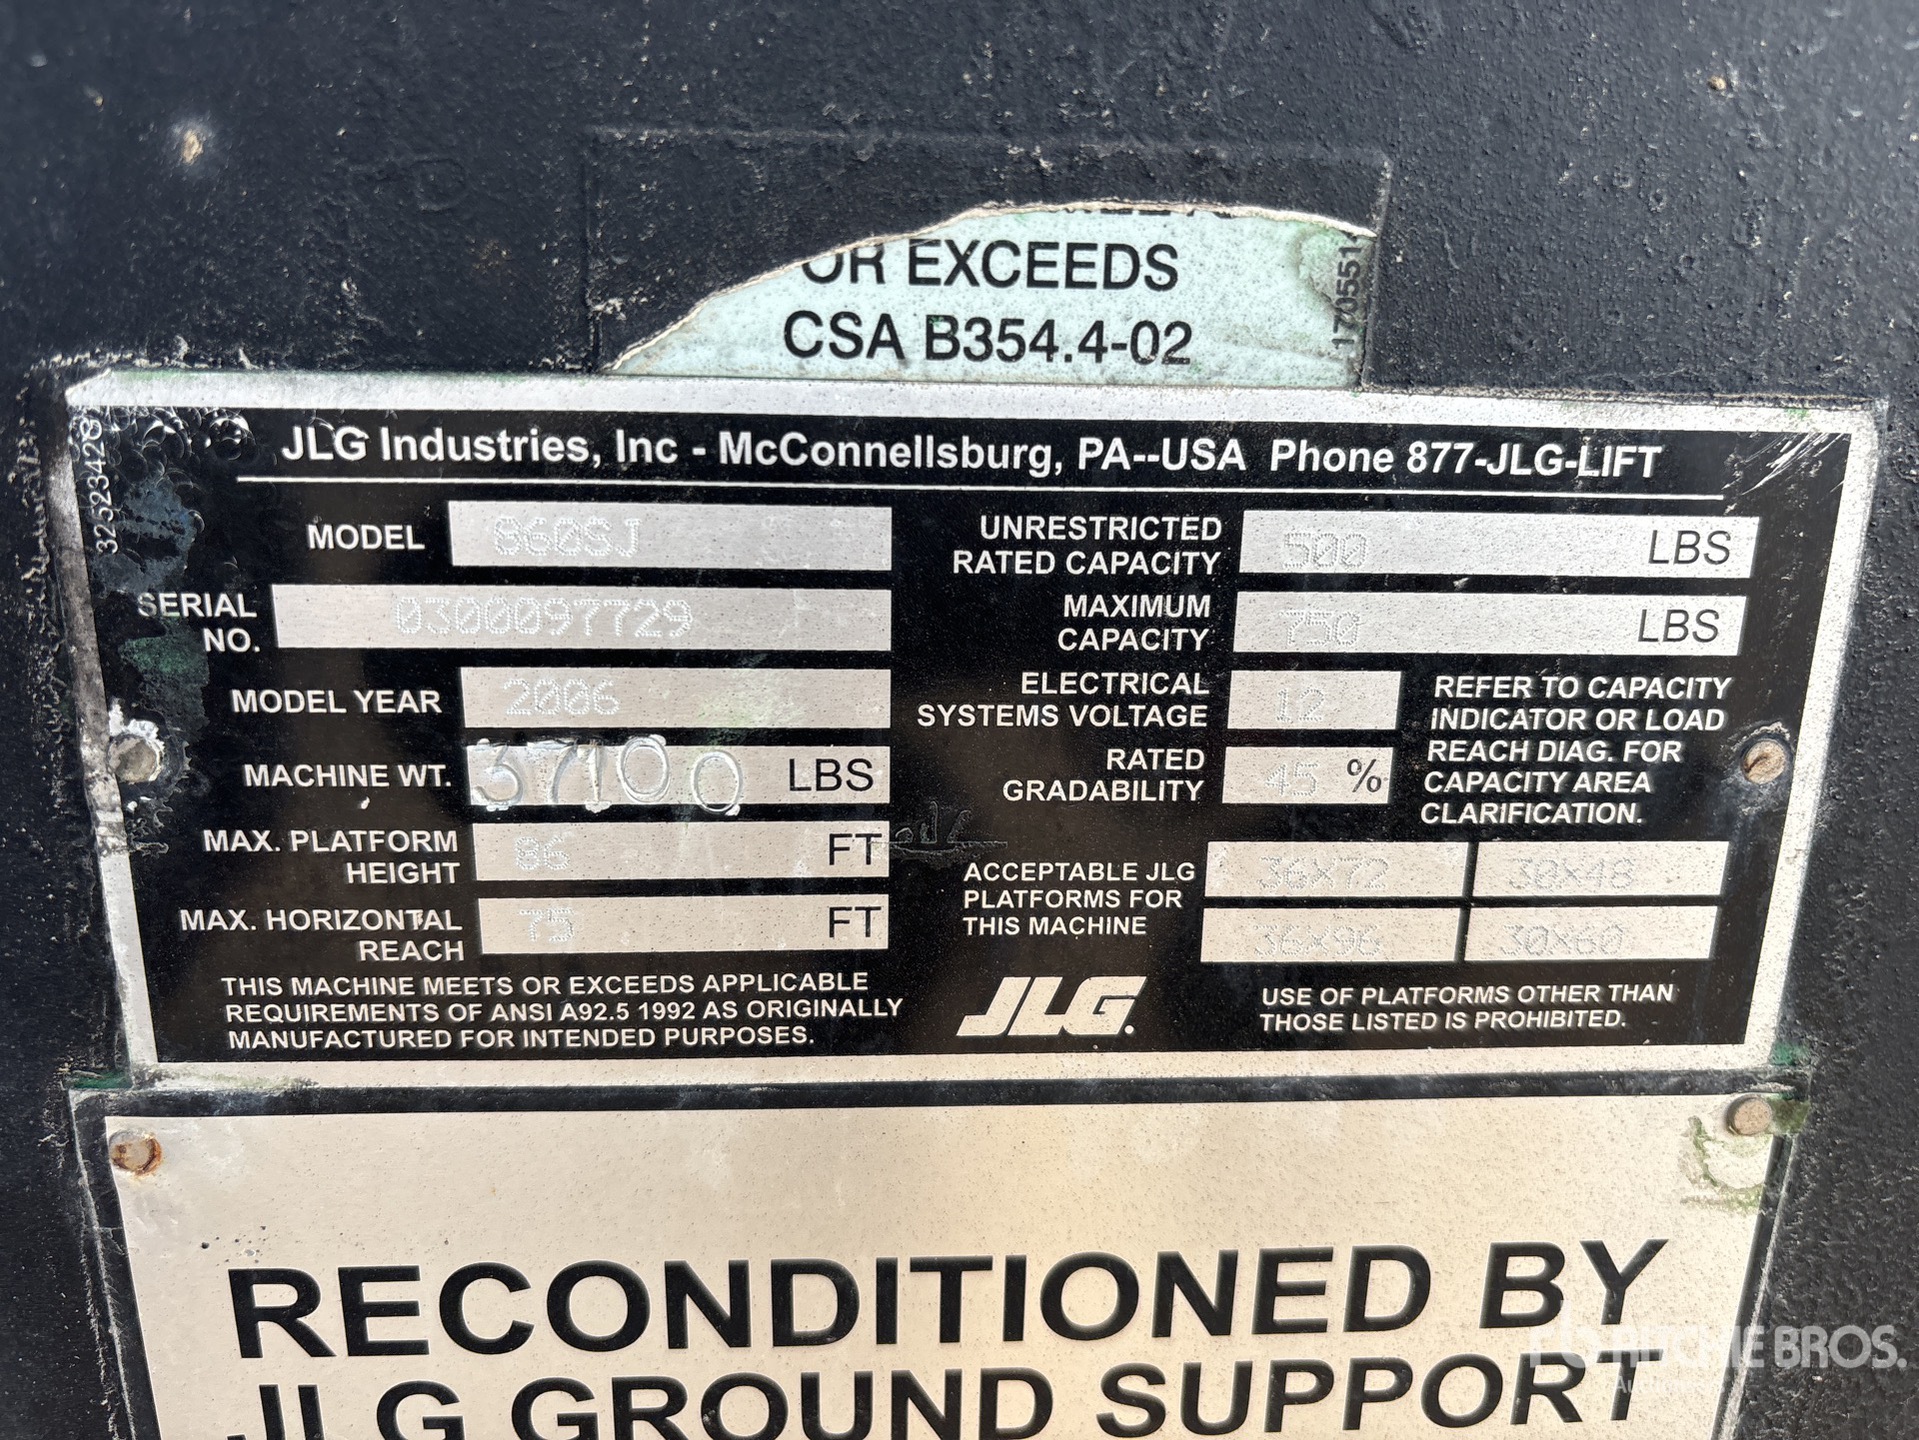 OR EXCEEDS
CSA B354.4-02
1705514
32523428
JLG Industries, Inc - McConnellsburg, PA--USA Phone 877-JLG-LIFT
MODEL 860SJ
SERIAL NO. 0300097729
MODEL YEAR 2006
MACHINE WT. 37100 LBS
MAX. PLATFORM HEIGHT 86 FT
MAX. HORIZONTAL REACH 75 FT
THIS MACHINE MEETS OR EXCEEDS APPLICABLE
REQUIREMENTS OF ANSI A92.5 1992 AS ORIGINALLY
MANUFACTURED FOR INTENDED PURPOSES.
UNRESTRICTED
RATED CAPACITY 500 LBS
MAXIMUM
CAPACITY 750 LBS
ELECTRICAL
SYSTEMS VOLTAGE 12
RATED
GRADABILITY 45 %
REFER TO CAPACITY
INDICATOR OR LOAD
REACH DIAG. FOR
CAPACITY AREA
CLARIFICATION.
ACCEPTABLE JLG
PLATFORMS FOR
THIS MACHINE
36X72 30X48
36X96 30X60
JLG.
USE OF PLATFORMS OTHER THAN
THOSE LISTED IS PROHIBITED.
RECONDITIONED BY
JLG GROUND SUPPORT
RITCHIE BROS.